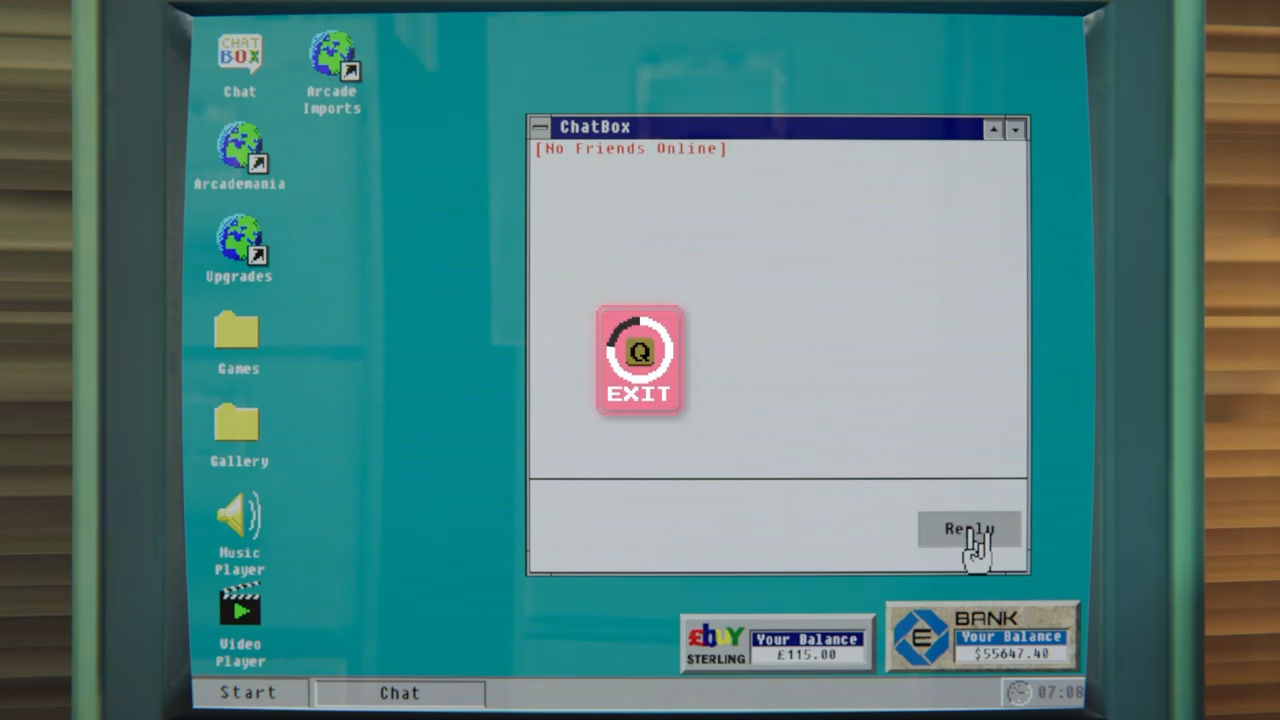 CHAT
BOX
Chat
Arcade
Imports
Arcademania
Upgrades
Games
Gallery
Music
Player
Video
Player
ChatBox
[No Friends Online]
Q
EXIT
Reply
ebuy
STERLING
Your Balance
£115.00
E
BANK
Your Balance
$55647.40
Start
Chat
07:08